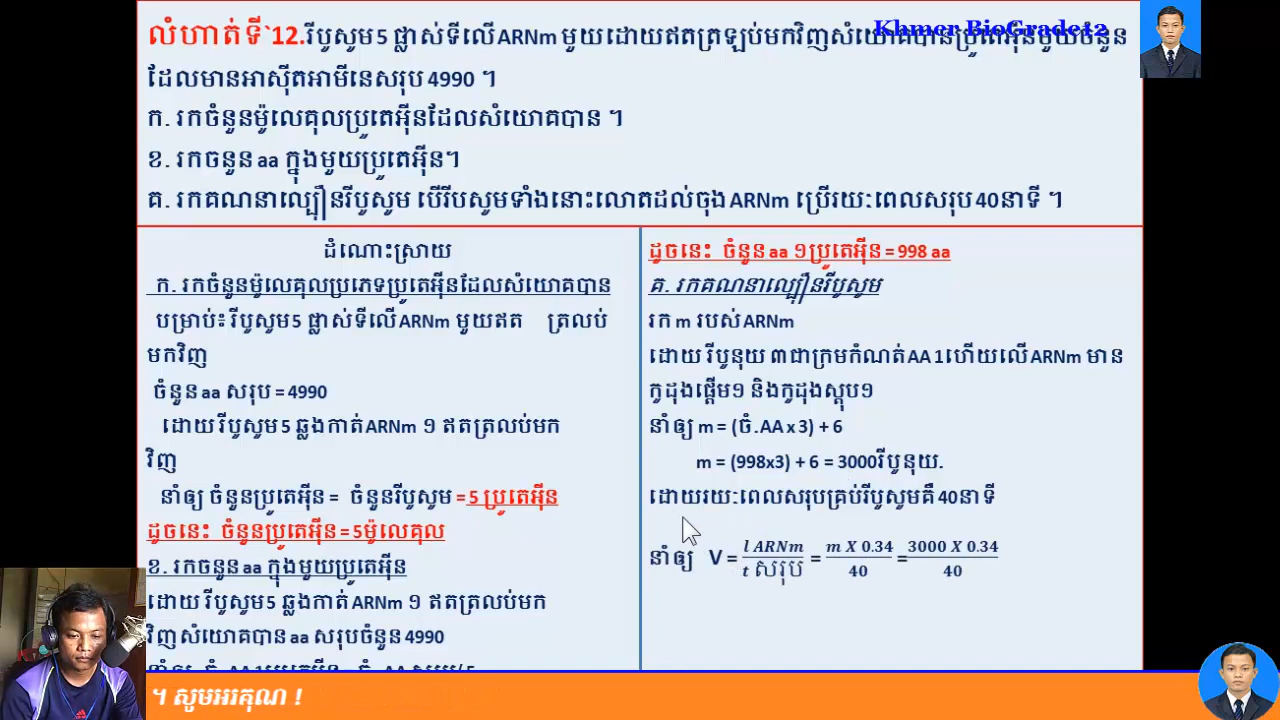 Khmer BioGrade12
លំហាត់ទី`12.រីបូសូម5 ផ្លាស់ទីលើARNm មួយដោយឥតត្រឡប់មកវិញសំយោគបានប្រូតេអ៊ីនមួយចំនួន
ដែលមានអាស៊ីតអាមីនេសរុប 4990 ។
ក. រកចំនួនម៉ូលេគុលប្រូតេអ៊ីនដែលសំយោគបាន ។
ខ. រកចនួន aa ក្នុងមួយប្រូតេអ៊ីន។
គ. រកគណនាល្បឿនរីបូសូម បើរីបសូមទាំងនោះលោតដល់ចុង ARNm ប្រើរយៈពេលសរុប 40នាទី ។
ដំណោះស្រាយ
ក. រកចំនួនម៉ូលេគុលប្រភេទប្រូតេអ៊ីនដែលសំយោគបាន
បម្រាប់៖ រីបូសូម5 ផ្លាស់ទីលើARNm មួយឥត ត្រលប់
មកវិញ
ចំនួន aa សរុប = 4990
ដោយ រីបូសូម 5 ឆ្លងកាត់ARNm ១ ឥតត្រលប់មក
វិញ
នាំឲ្យ ចំនួនប្រូតេអ៊ីន = ចំនួនរីបូសូម = 5 ប្រូតេអ៊ីន
ដូចនេះ ចំនួនប្រូតេអ៊ីន = 5ម៉ូលេគុល
ខ. រកចនួន aa ក្នុងមួយប្រូតេអ៊ីន
ដោយ រីបូសូម5 ឆ្លងកាត់ARNm ១ ឥតត្រលប់មក
វិញសំយោគបាន aa សរុបចំនួន 4990
ដូចនេះ ចំនួន aa ១ប្រូតេអ៊ីន = 998 aa
គ. រកគណនាល្បឿនរីបូសូម
រក m របស់ARNm
ដោយ រីបូនុយ ៣ជាក្រមកំណត់AA 1ហើយលើARNm មាន
កូដុងផ្ដើម១ និងកូដុងស្តុប១
នាំឲ្យ m = (ចំ.AA x 3) + 6
m = (998x3) + 6 = 3000រីបូនុយ.
ដោយរយៈពេលសរុបគ្រប់រីបូសូមគឺ 40នាទី
នាំឲ្យ V = l ARNm / t សរុប = m X 0.34 / 40 = 3000 X 0.34 / 40
។ សូមអរគុណ !